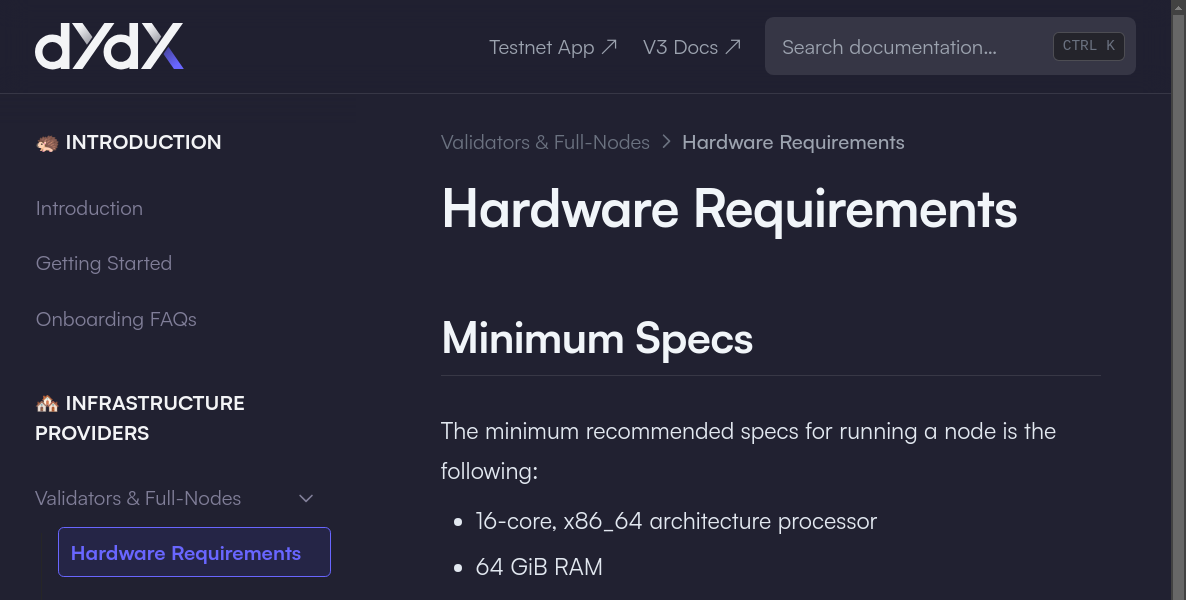 dYdX
Testnet App ↗
V3 Docs ↗
Search documentation...
CTRL K
INTRODUCTION
Introduction
Getting Started
Onboarding FAQs
INFRASTRUCTURE
PROVIDERS
Validators & Full-Nodes
Hardware Requirements
Validators & Full-Nodes > Hardware Requirements
Hardware Requirements
Minimum Specs
The minimum recommended specs for running a node is the
following:
• 16-core, x86_64 architecture processor
• 64 GiB RAM